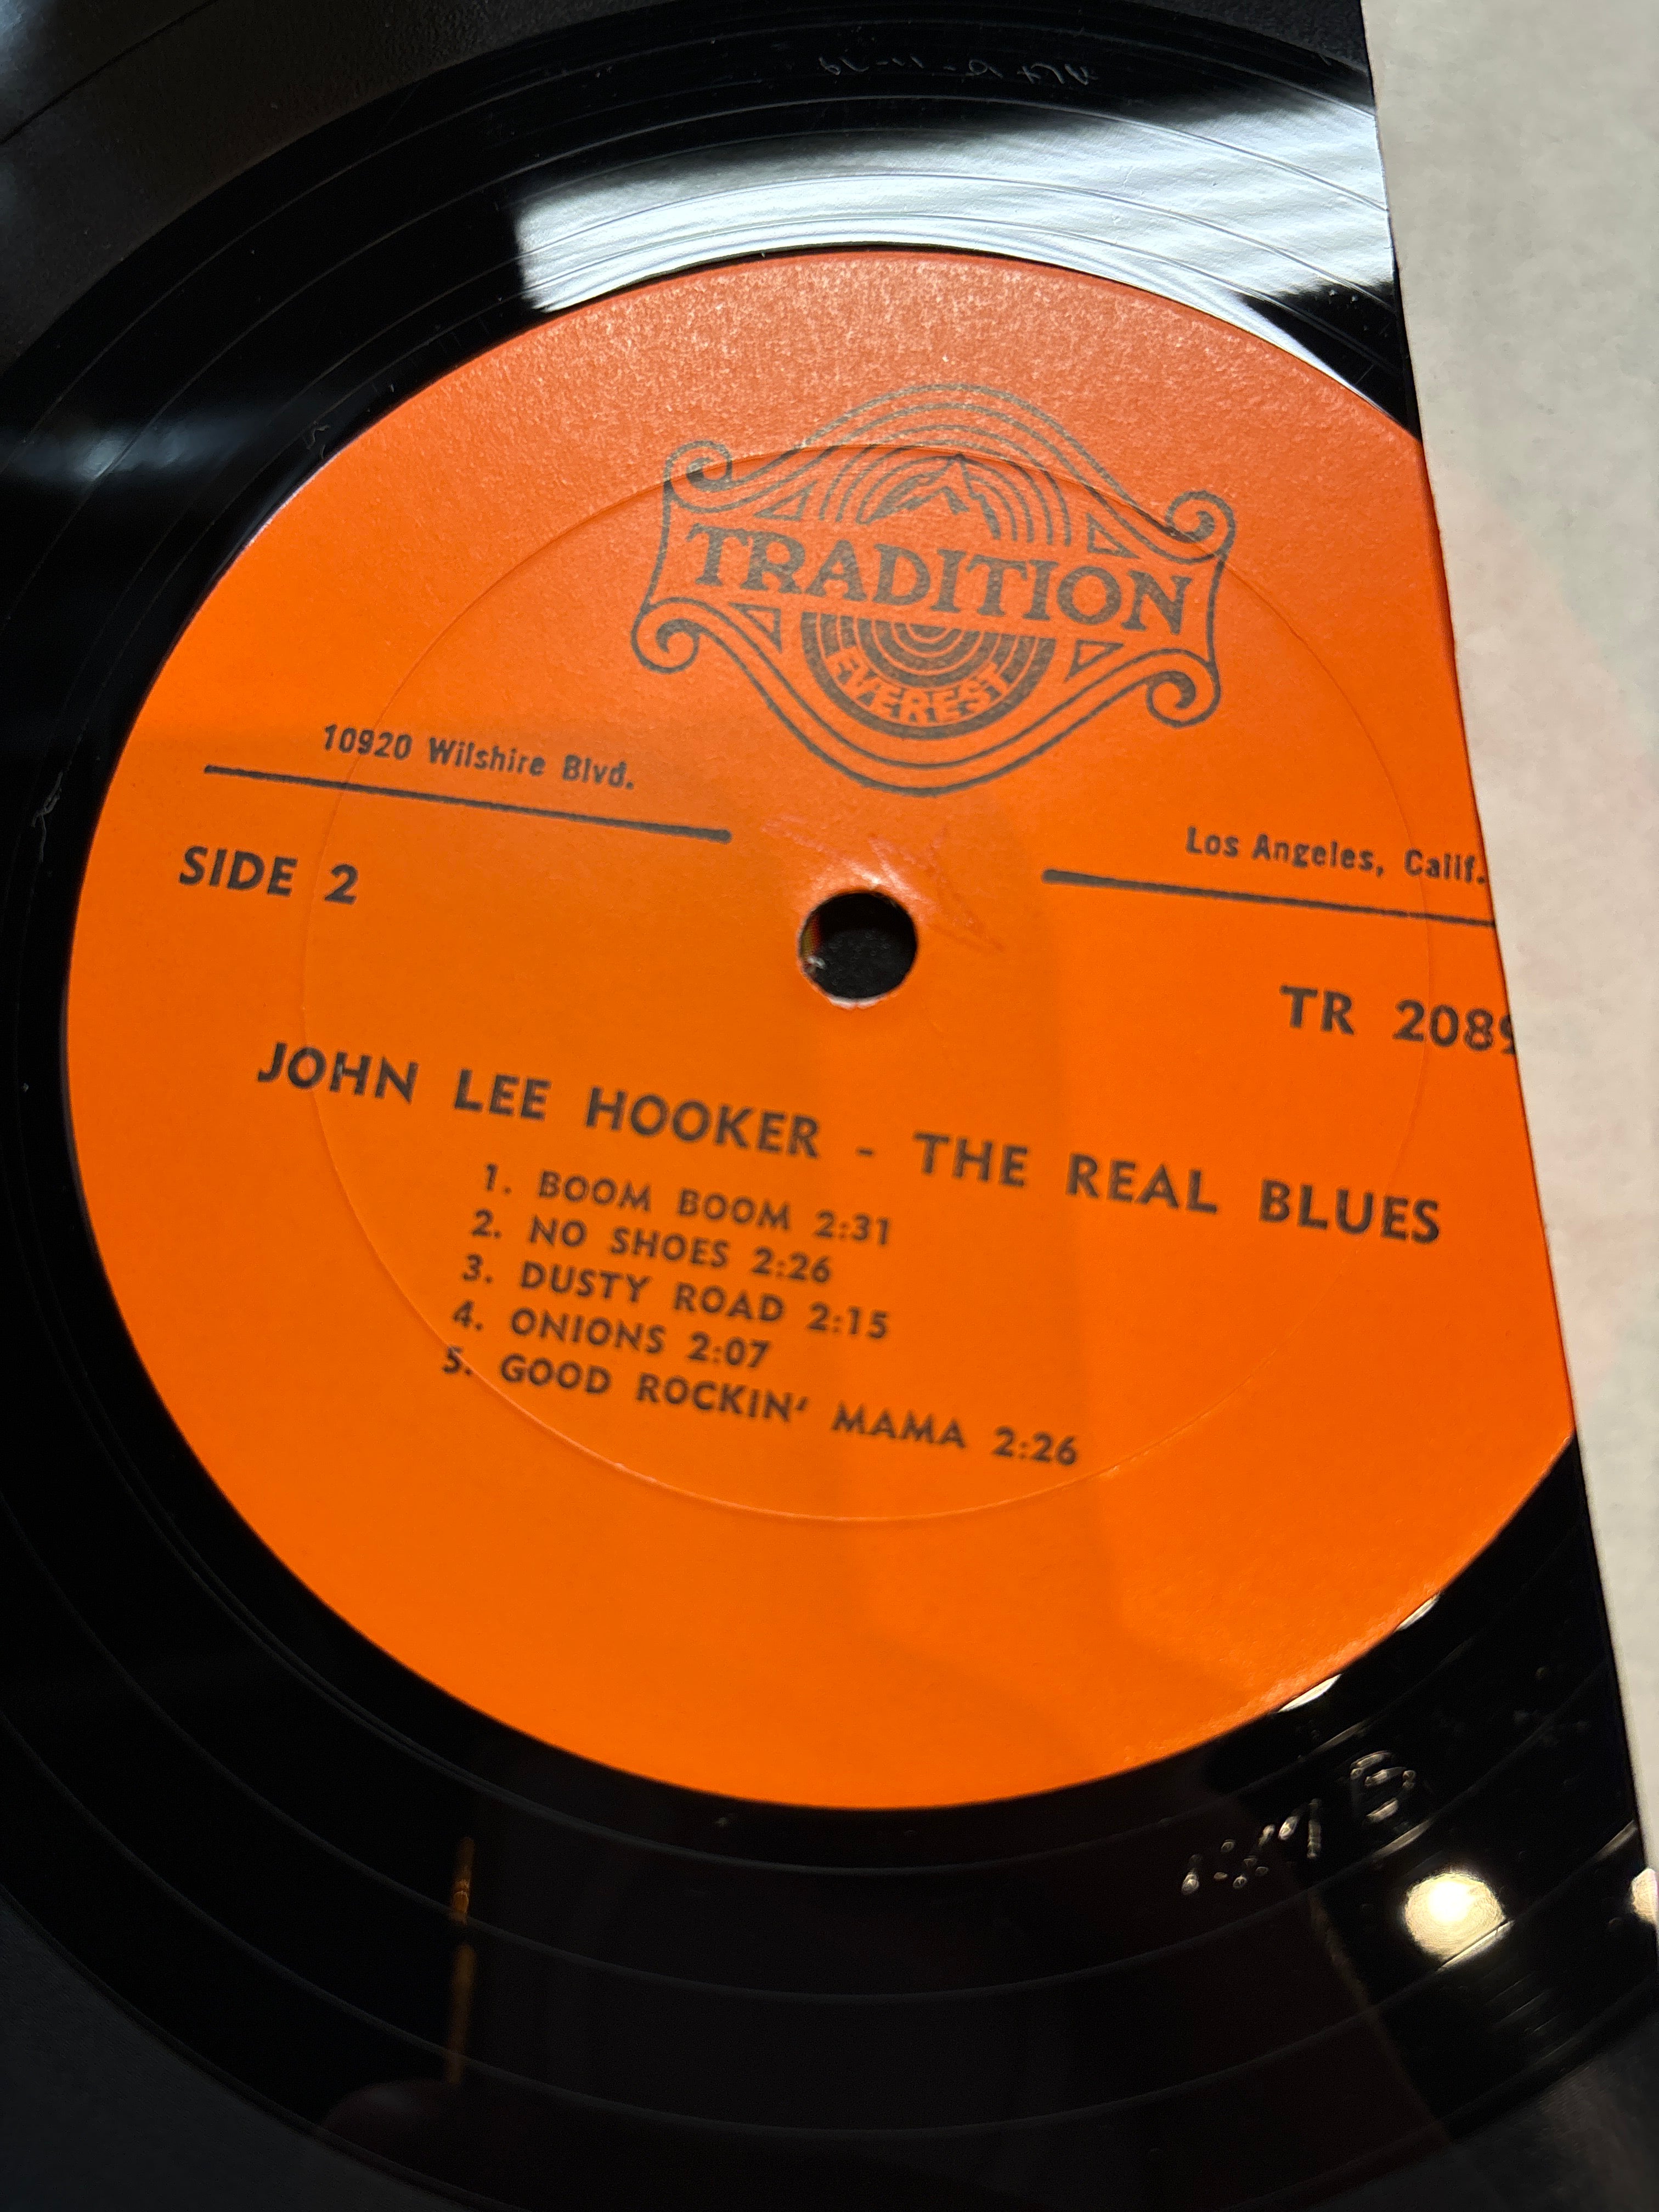 TRADITION
EVEREST
10920 Wilshire Blvd.
Los Angeles, Calif.
SIDE 2
TR 2089
JOHN LEE HOOKER - THE REAL BLUES
1. BOOM BOOM 2:31
2. NO SHOES 2:26
3. DUSTY ROAD 2:15
4. ONIONS 2:07
5. GOOD ROCKIN' MAMA 2:26